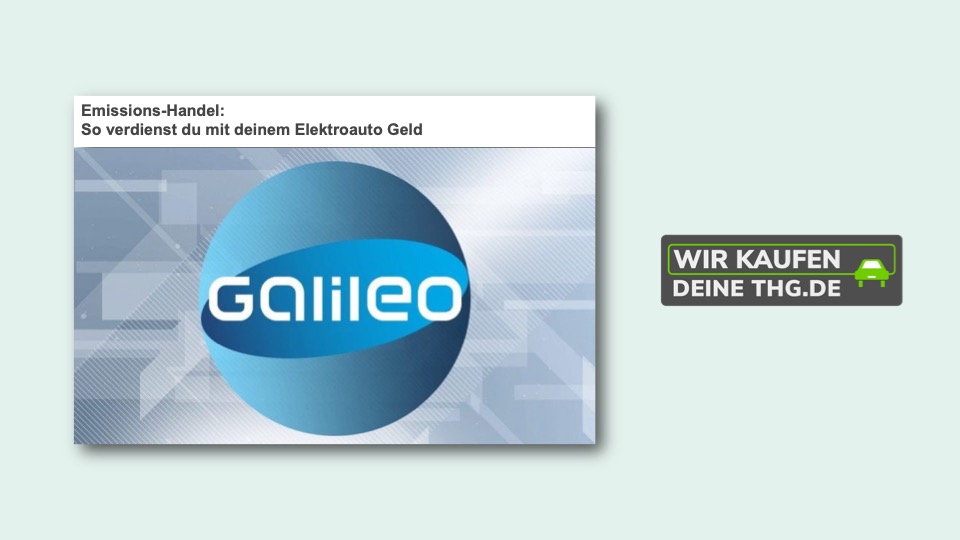 Emissions-Handel:
So verdienst du mit deinem Elektroauto Geld
Galileo
WIR KAUFEN
DEINE THG.DE